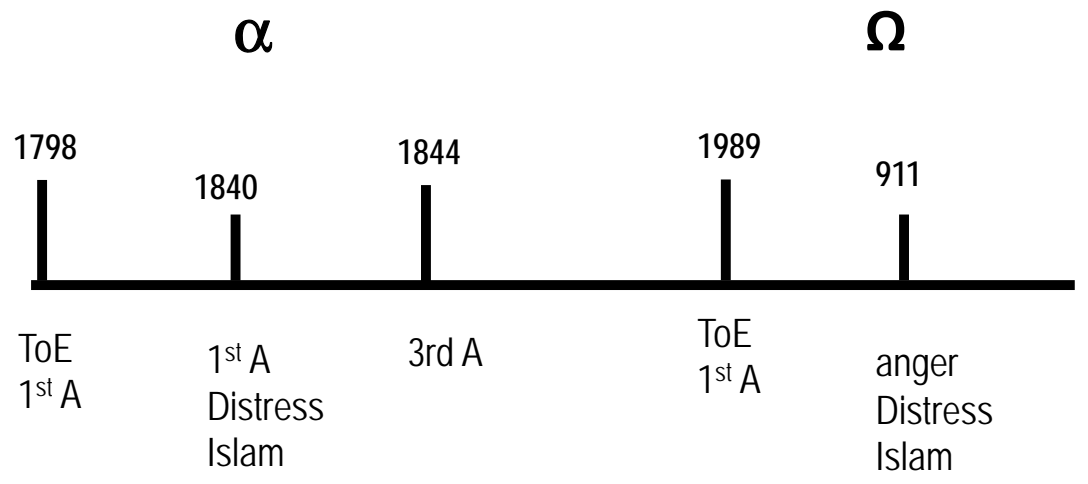 α Ω
1798 1840 1844 1989 911
ToE
1st A
1st A
Distress
Islam
3rd A
ToE
1st A
anger
Distress
Islam